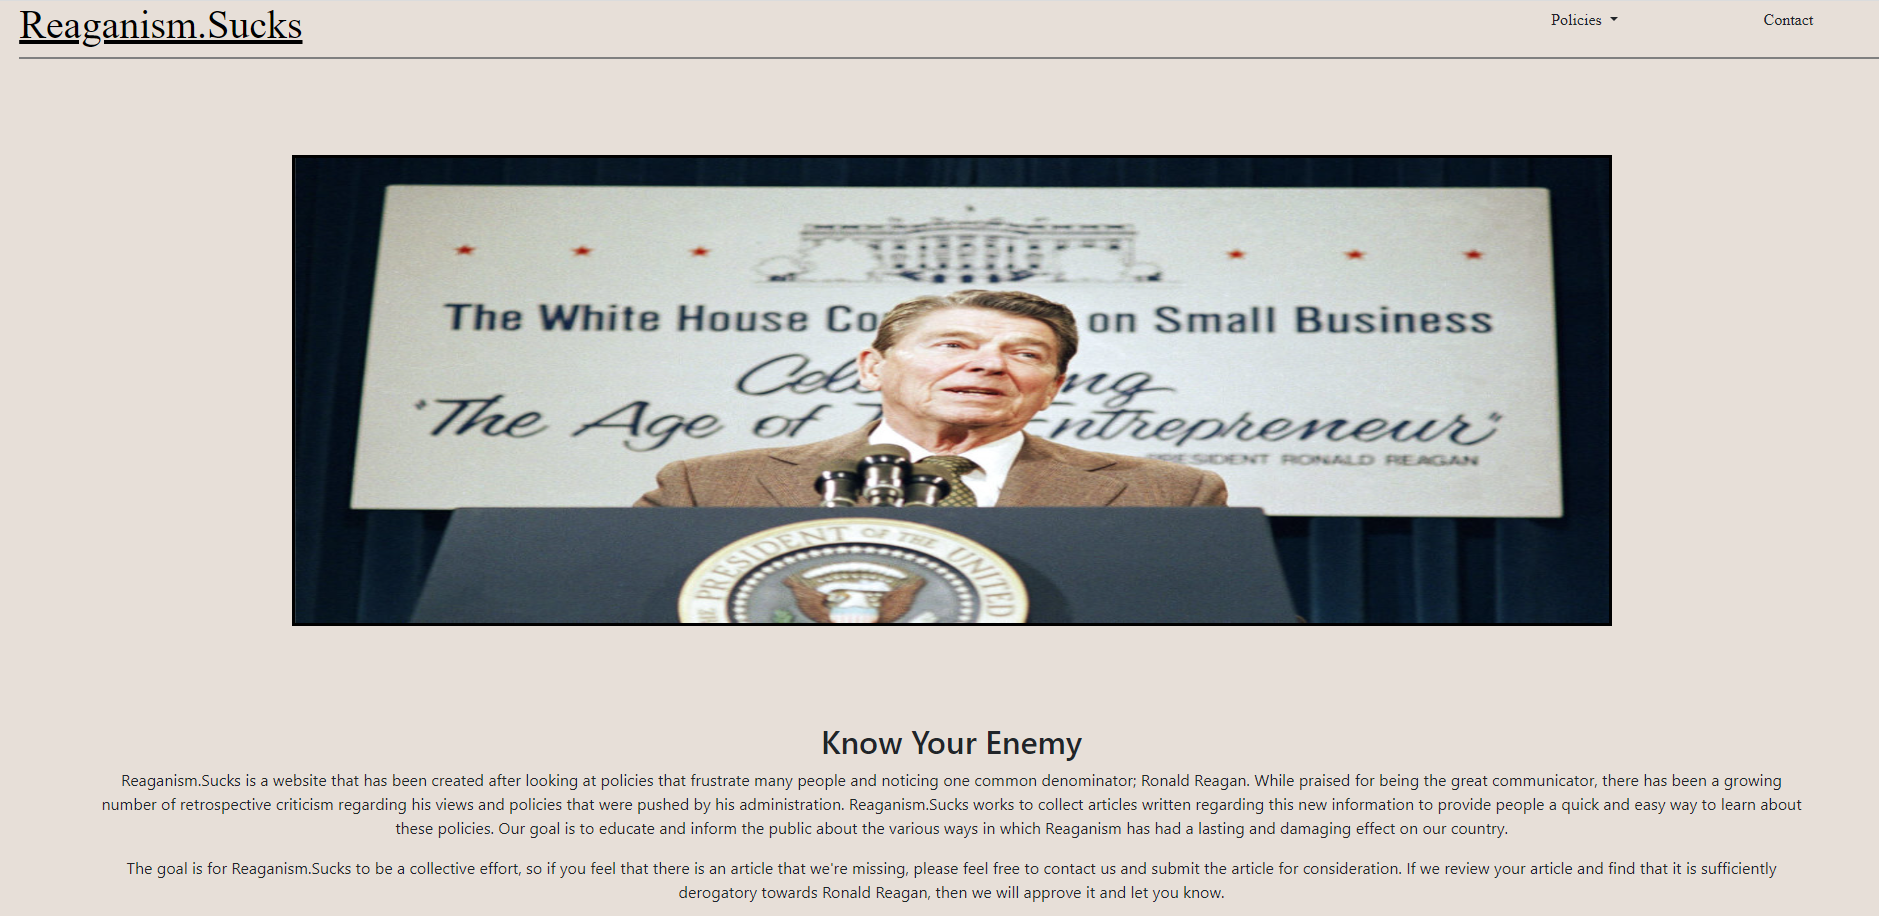 Reaganism.Sucks
Policies
Contact
The White House Co on Small Business
Cele ng
"The Age of T Entrepreneur"
PRESIDENT RONALD REAGAN
THE PRESIDENT OF THE UNITED
Know Your Enemy
Reaganism.Sucks is a website that has been created after looking at policies that frustrate many people and noticing one common denominator; Ronald Reagan. While praised for being the great communicator, there has been a growing
number of retrospective criticism regarding his views and policies that were pushed by his administration. Reaganism.Sucks works to collect articles written regarding this new information to provide people a quick and easy way to learn about
these policies. Our goal is to educate and inform the public about the various ways in which Reaganism has had a lasting and damaging effect on our country.
The goal is for Reaganism.Sucks to be a collective effort, so if you feel that there is an article that we're missing, please feel free to contact us and submit the article for consideration. If we review your article and find that it is sufficiently
derogatory towards Ronald Reagan, then we will approve it and let you know.